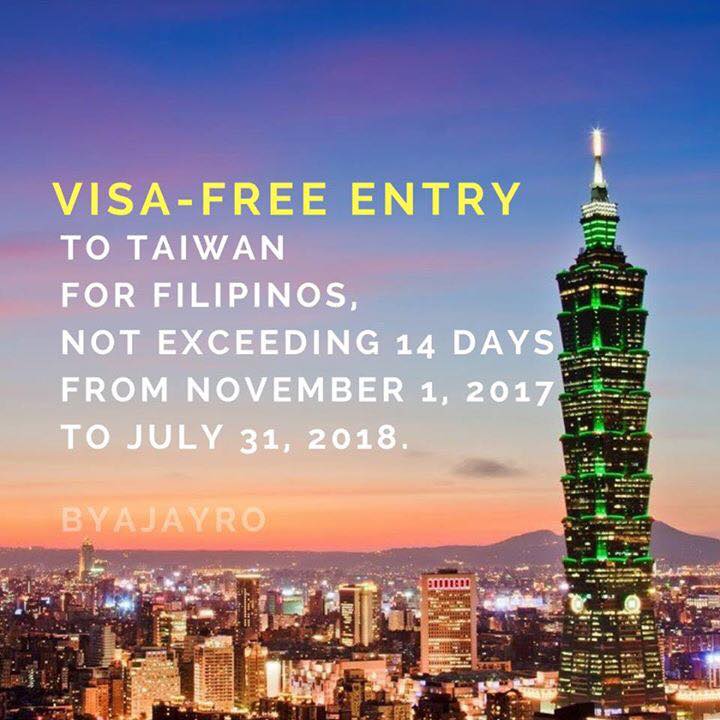 VISA-FREE ENTRY
TO TAIWAN
FOR FILIPINOS,
NOT EXCEEDING 14 DAYS
FROM NOVEMBER 1, 2017
TO JULY 31, 2018.
BYAJAYRO